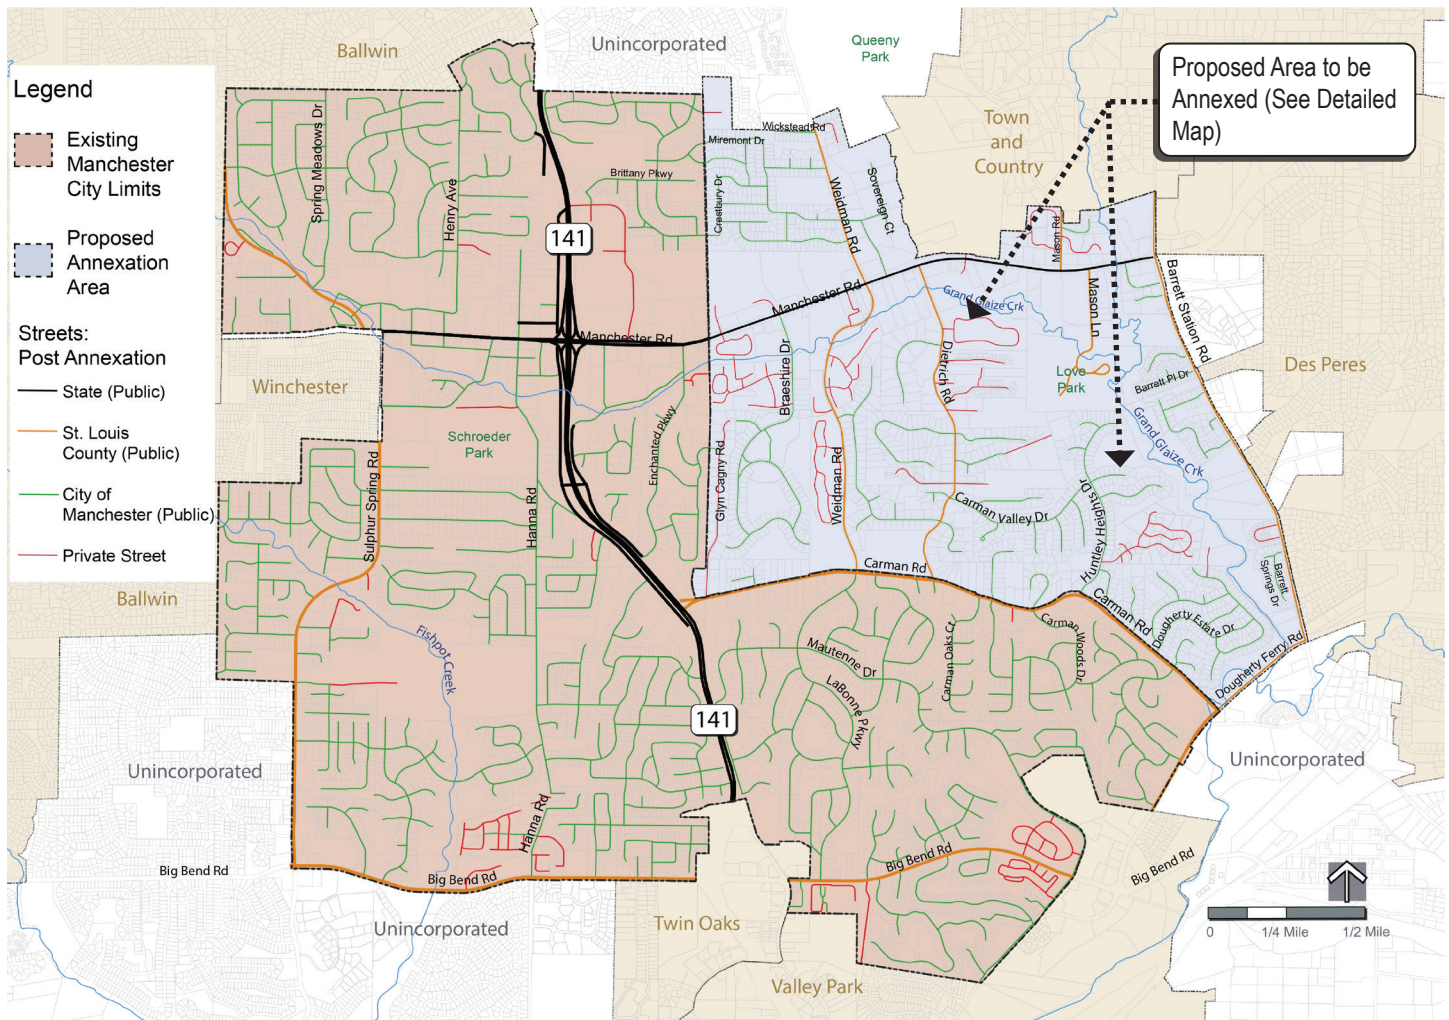 Legend
Existing
Manchester
City Limits
Proposed
Annexation
Area
Streets:
Post Annexation
State (Public)
St. Louis
County (Public)
City of
Manchester (Public)
Private Street
Proposed Area to be
Annexed (See Detailed
Map)
Ballwin
Unincorporated
Queeny
Park
Town
and
Country
Des Peres
Winchester
Ballwin
Unincorporated
Unincorporated
Unincorporated
Twin Oaks
Valley Park
Spring Meadows Dr
Henry Ave
Brittany Pkwy
141
Manchester Rd
Wickstead Rd
Miremont Dr
Crestbury Dr
Weidman Rd
Sovereign Ct
Manchester Rd
Mason Rd
Mason Ln
Barrett Station Rd
Grand Glaize Crk
Dietrich Rd
Love
Park
Barrett Pl Dr
Grand Glaize Crk
Braeshire Dr
Glyn Cagny Rd
Weidman Rd
Carman Valley Dr
Huntley Heights Dr
Barrett
Springs Dr
Schroeder
Park
Enchanted Pkwy
Sulphur Spring Rd
Hanna Rd
Carman Rd
Carman Rd
Dougherty Estate Dr
Dougherty Ferry Rd
Carman Woods Dr
Carman Oaks Ct
Mautenne Dr
LaBonne Pkwy
Fishpot Creek
141
Hanna Rd
Big Bend Rd
Big Bend Rd
Big Bend Rd
Big Bend Rd
0
1/4 Mile
1/2 Mile